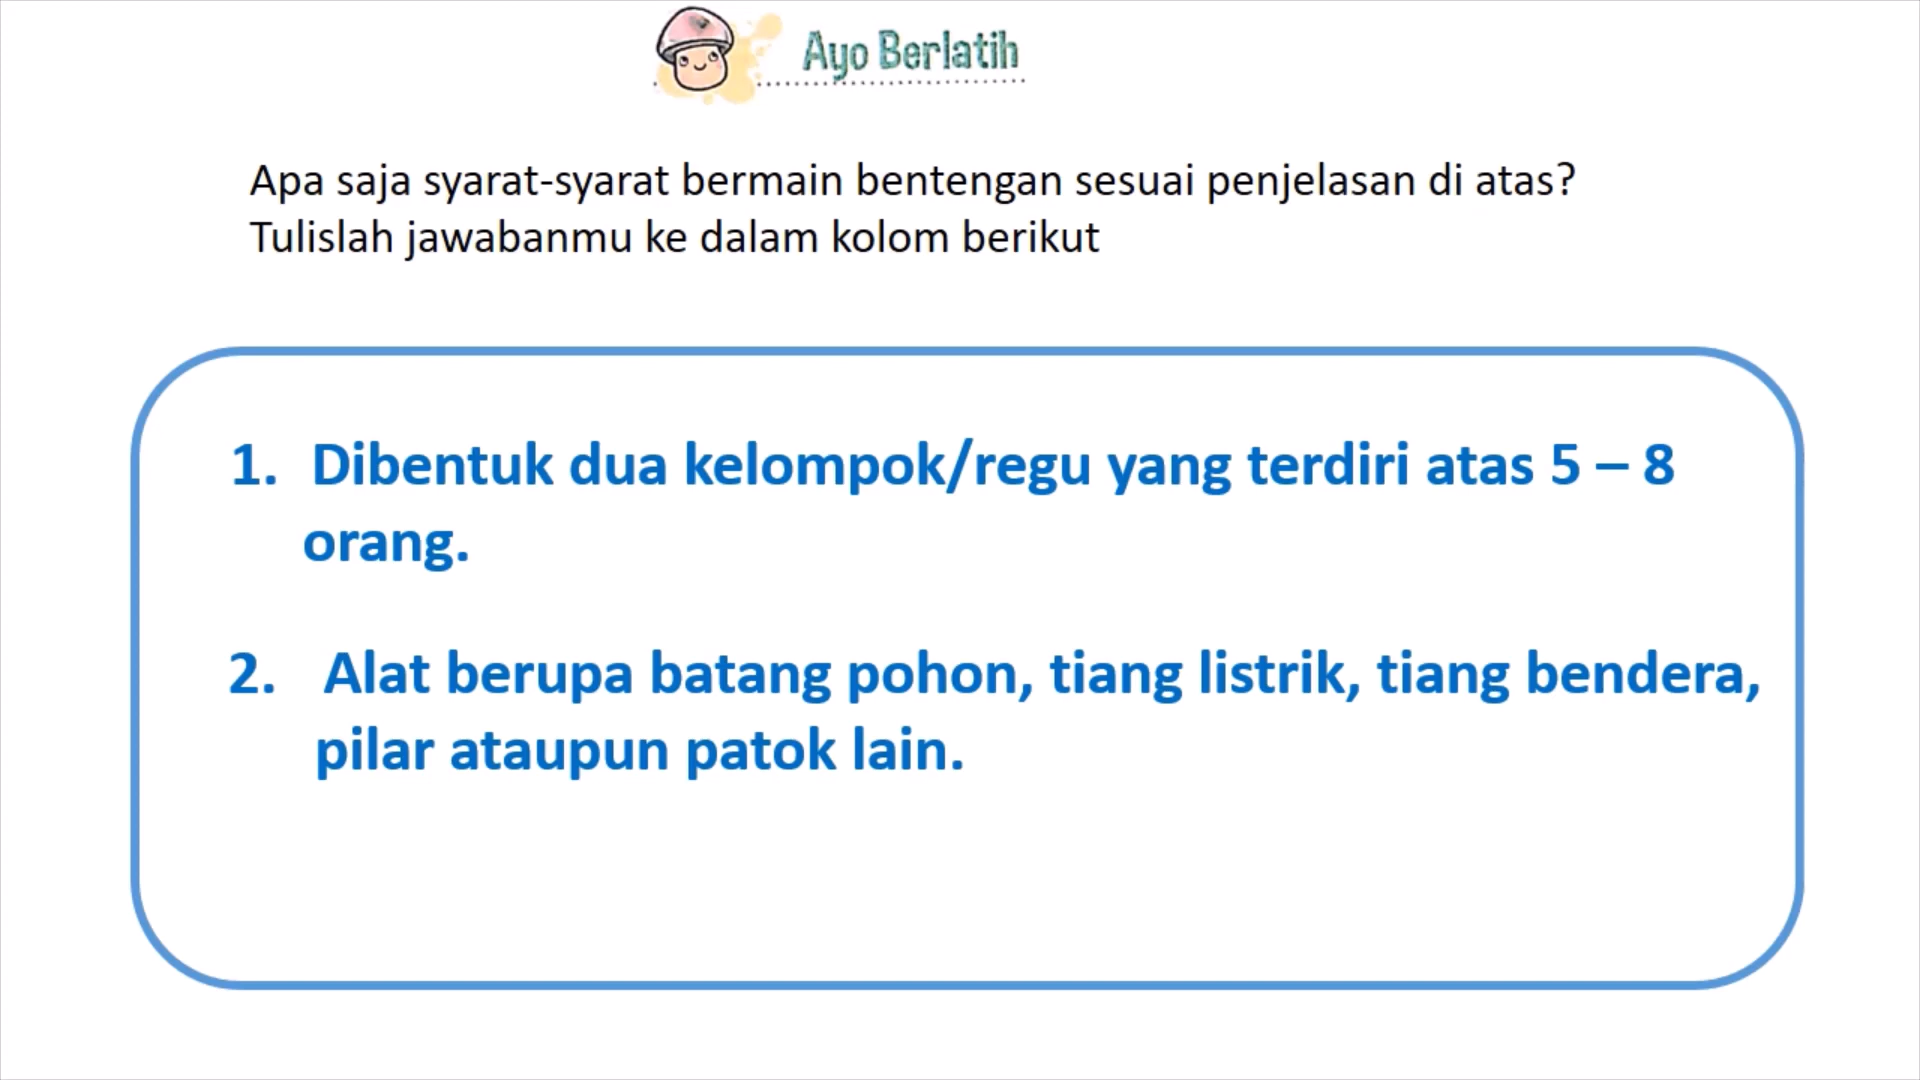 Ayo Berlatih
Apa saja syarat-syarat bermain bentengan sesuai penjelasan di atas?
Tulislah jawabanmu ke dalam kolom berikut
1. Dibentuk dua kelompok/regu yang terdiri atas 5 – 8
orang.
2. Alat berupa batang pohon, tiang listrik, tiang bendera,
pilar ataupun patok lain.